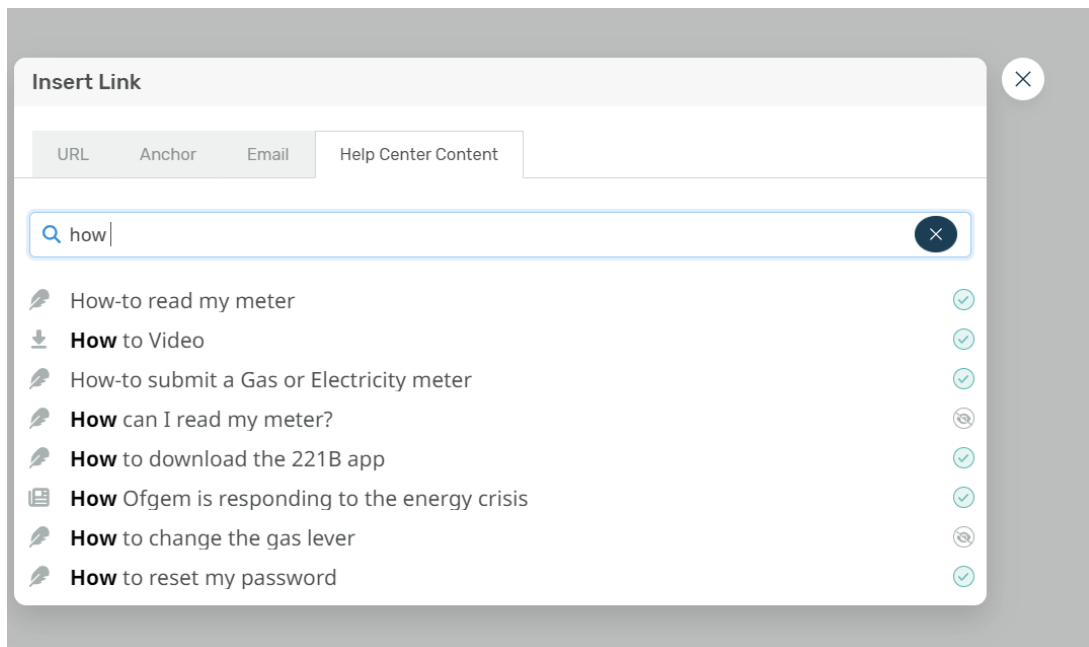 Insert Link
URL Anchor Email Help Center Content
how
How-to read my meter
How to Video
How-to submit a Gas or Electricity meter
How can I read my meter?
How to download the 221B app
How Ofgem is responding to the energy crisis
How to change the gas lever
How to reset my password